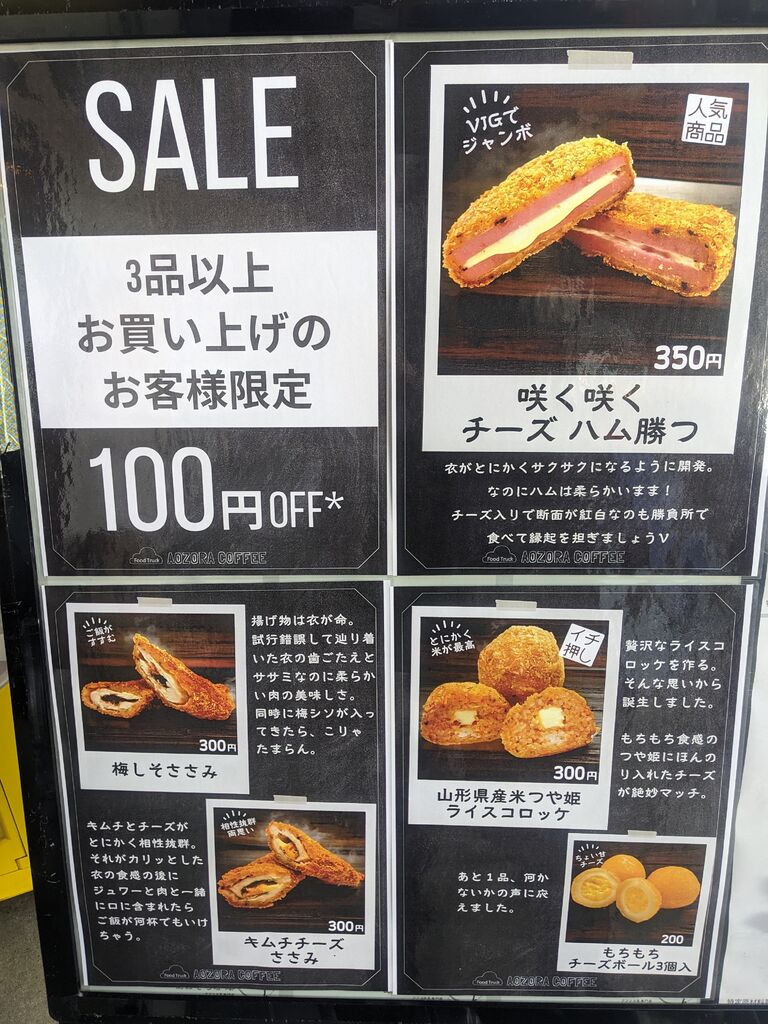 SALE
3品以上
お買い上げの
お客様限定
100円OFF*
Food Truck AOZORA COFFEE
VIGで
ジャンボ
人気
商品
350円
咲く咲く
チーズ ハム勝つ
衣がとにかくサクサクになるように開発。
なのにハムは柔らかいまま！
チーズ入りで断面が紅白なのも勝負所で
食べて縁起を担ぎましょうV
Food Truck AOZORA COFFEE
ご飯が
すすむ
300円
梅しそささみ
揚げ物は衣が命。
試行錯誤して辿り着
いた衣の歯ごたえと
ササミなのに柔らか
い肉の美味しさ。
同時に梅シソが入っ
てきたら、こりゃ
たまらん。
キムチとチーズが
とにかく相性抜群。
それがカリッとした
衣の食感の後に
ジュワーと肉と一緒
に口に含まれたら
ご飯が何杯でもいけ
ちゃう。
相性抜群
両思い
300円
キムチチーズ
ささみ
Food Truck AOZORA COFFEE
とにかく
米が最高
イチ
押し
300円
山形県産米つや姫
ライスコロッケ
贅沢なライスコ
ロッケを作る。
そんな思いから
誕生しました。
もちもち食感の
つや姫にほんの
り入れたチーズ
が絶妙マッチ。
あと1品、何か
ないかの声に応
えました。
ちょい甘
チーズ
200
もちもち
チーズボール3個入
Food Truck AOZORA COFFEE